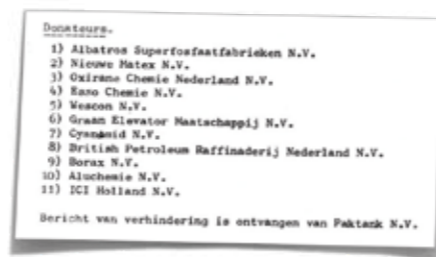 Donateurs.
1) Albatros Superfosfaatfabrieken N.V.
2) Nieuwe Matex N.V.
3) Oxirane Chemie Nederland N.V.
4) Esso Chemie N.V.
5) Wescon N.V.
6) Graan Elevator Maatschappij N.V.
7) Cyanamid N.V.
8) British Petroleum Raffinaderij Nederland N.V.
9) Borax N.V.
10) Aluchemie N.V.
11) ICI Holland N.V.
Bericht van verhindering is ontvangen van Paktank N.V.